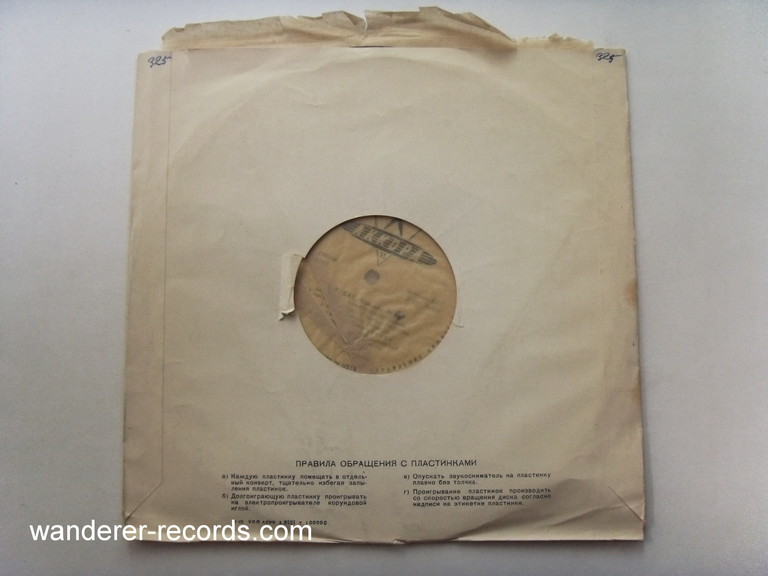 325
325
АККОРД
ПРАВИЛА ОБРАЩЕНИЯ С ПЛАСТИНКАМИ
а) Каждую пластинку помещать в отдель-
ный конверт, тщательно избегая запы-
ления пластинок.
б) Долгоиграющую пластинку проигрывать
на электропроигрывателе корундовой
иглой.
в) Опускать звукосниматель на пластинку
плавно без толчка.
г) Проигрывание пластинок производить
со скоростью вращения диска согласно
надписи на этикетке пластинки.
wanderer-records.com